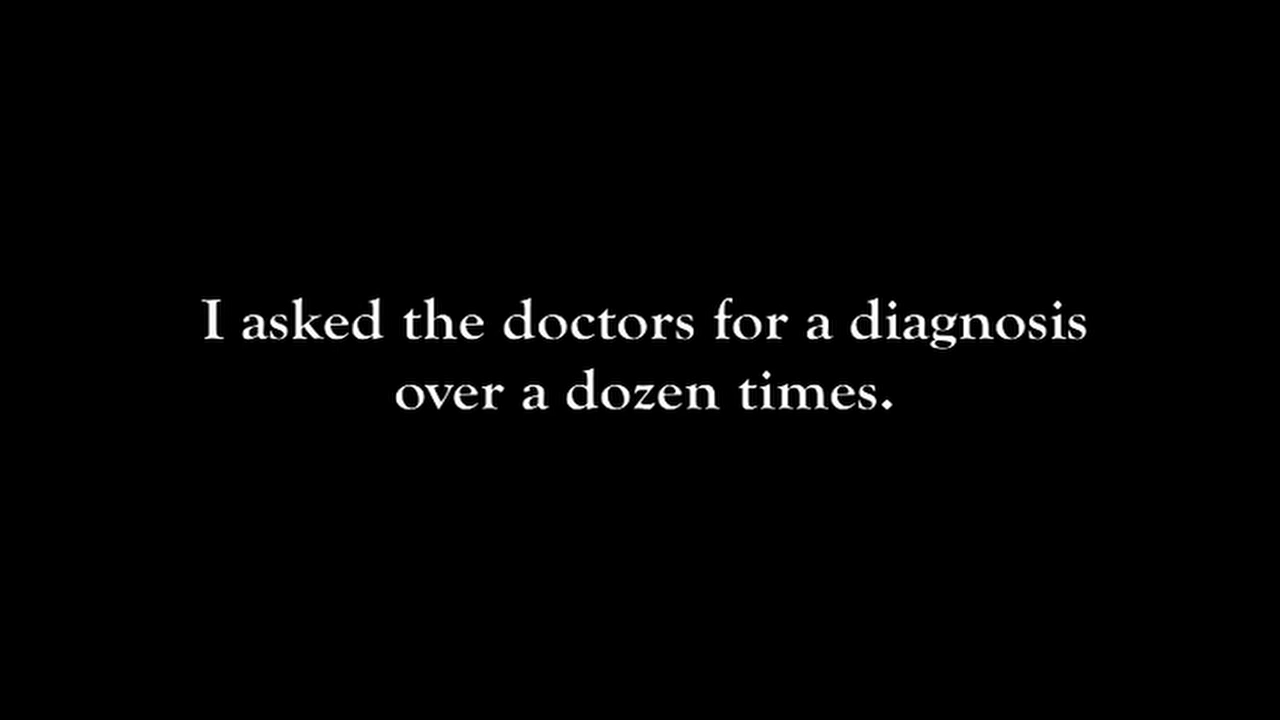 I asked the doctors for a diagnosis
over a dozen times.